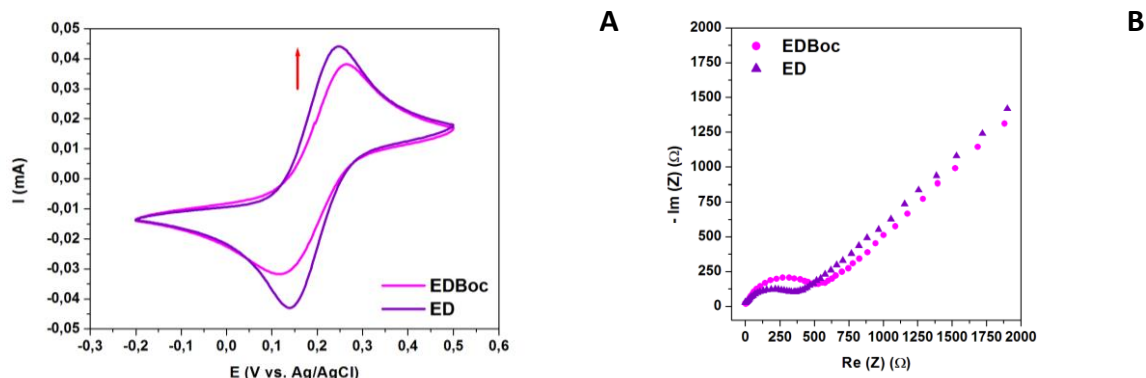 A
0,05
0,04
0,03
0,02
0,01
0,00
-0,01
-0,02
-0,03
-0,04
-0,05
I (mA)
EDBoc
ED
-0,3 -0,2 -0,1 0,0 0,1 0,2 0,3 0,4 0,5 0,6
E (V vs. Ag/AgCl)
B
-2000
-1750
-1500
-1250
1000
750
500
250
0
- Im (Z) (Ω)
EDBoc
ED
0 250 500 750 1000 1250 1500 1750 2000
Re (Z) (Ω)